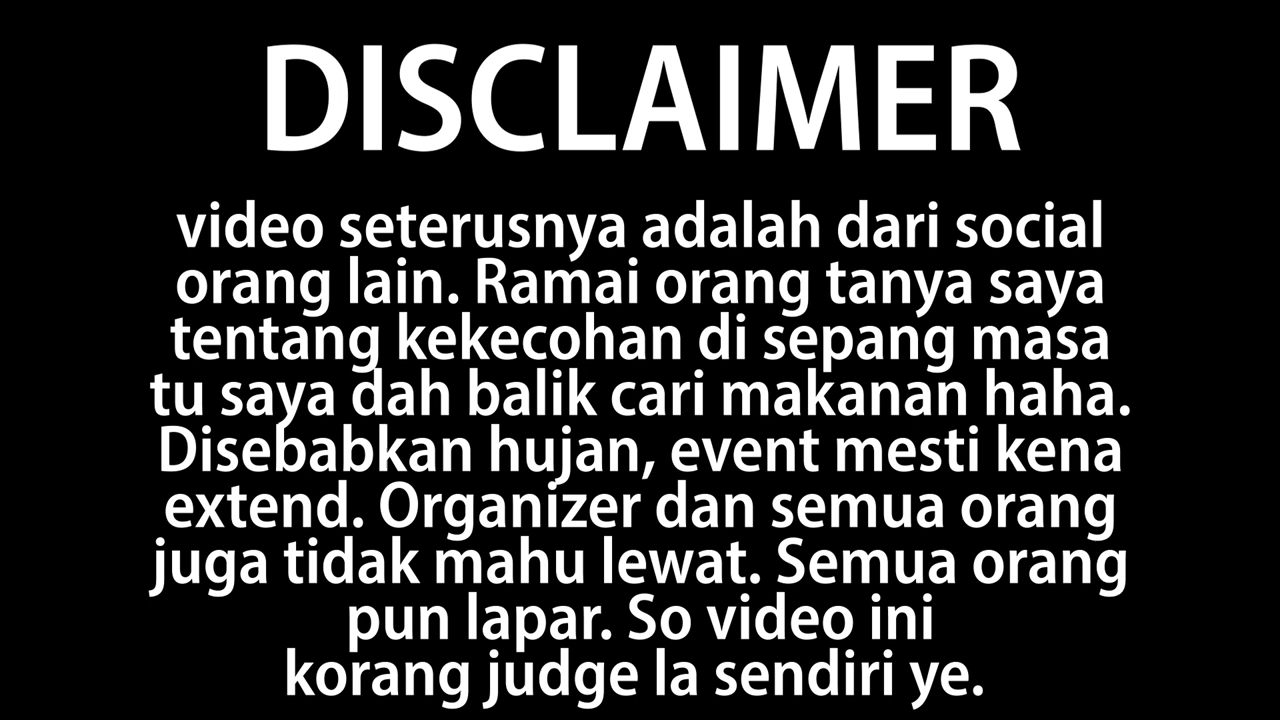 DISCLAIMER
video seterusnya adalah dari social
orang lain. Ramai orang tanya saya
tentang kekecohan di sepang masa
tu saya dah balik cari makanan haha.
Disebabkan hujan, event mesti kena
extend. Organizer dan semua orang
juga tidak mahu lewat. Semua orang
pun lapar. So video ini
korang judge la sendiri ye.